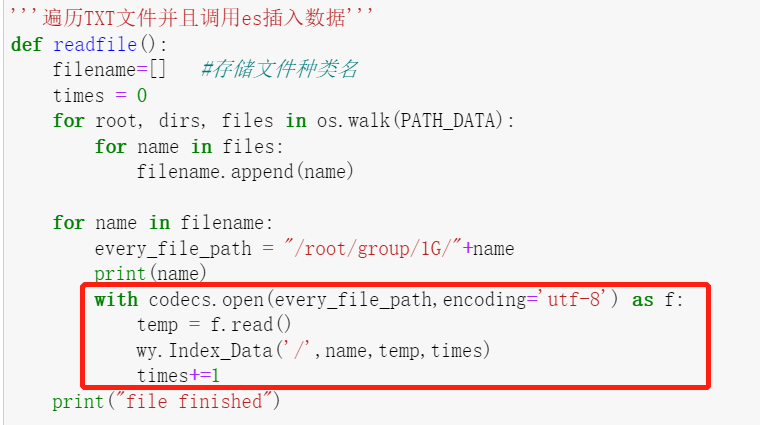 '''遍历TXT文件并且调用es插入数据'''
def readfile():
    filename=[]   #存储文件种类名
    times = 0
    for root, dirs, files in os.walk(PATH_DATA):
        for name in files:
            filename.append(name)
    for name in filename:
        every_file_path = "/root/group/1G/"+name
        print(name)
        with codecs.open(every_file_path,encoding='utf-8') as f:
            temp = f.read()
            wy.Index_Data('/',name,temp,times)
            times+=1
    print("file finished")